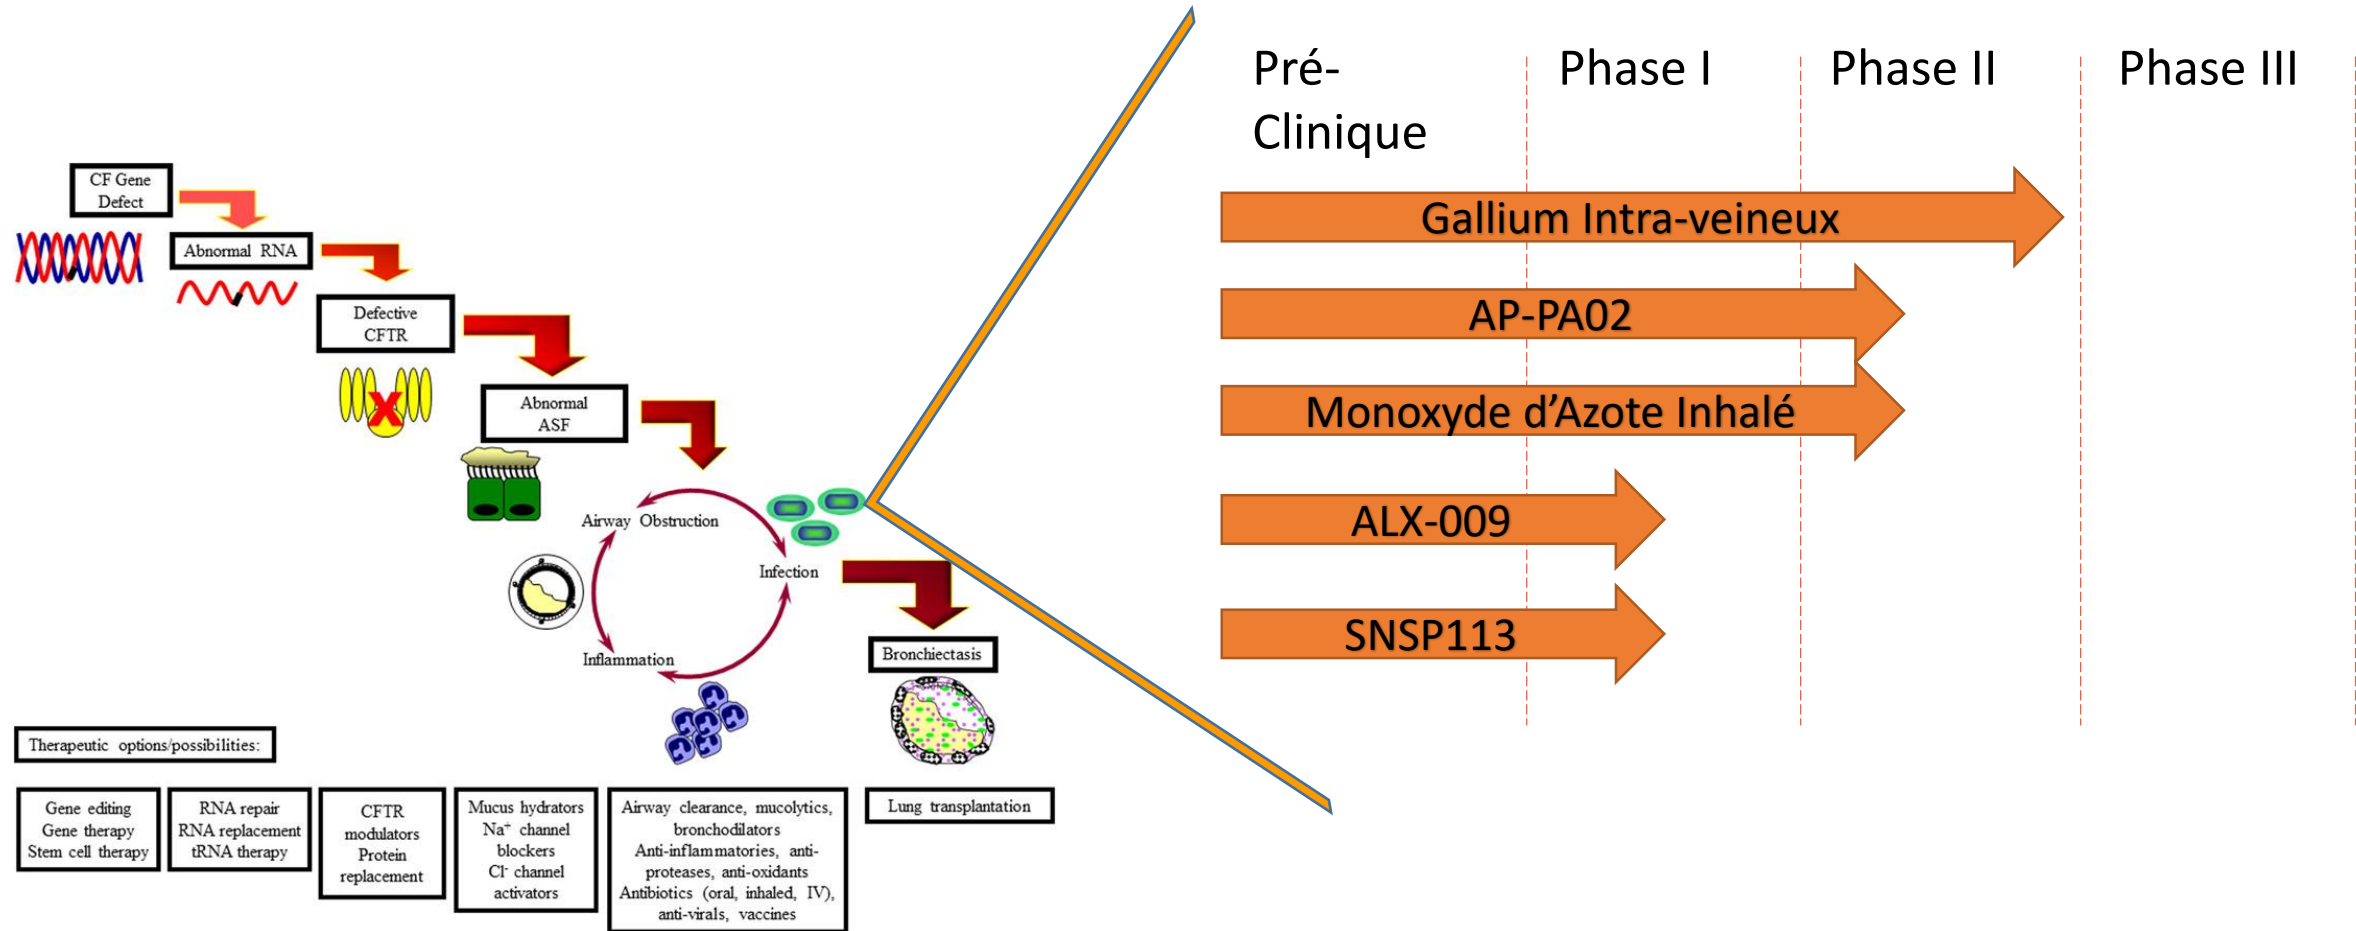 CF Gene
Defect
Abnormal RNA
Defective
CFTR
Abnormal
ASF
Airway Obstruction
Infection
Inflammation
Bronchiectasis
Therapeutic options/possibilities:
Gene editing
Gene therapy
Stem cell therapy
RNA repair
RNA replacement
tRNA therapy
CFTR
modulators
Protein
replacement
Mucus hydrators
Na⁺ channel
blockers
Cl⁻ channel
activators
Airway clearance, mucolytics,
bronchodilators
Anti-inflammatories, anti-
proteases, anti-oxidants
Antibiotics (oral, inhaled, IV),
anti-virals, vaccines
Lung transplantation
Pré-
Clinique
Phase I
Phase II
Phase III
Gallium Intra-veineux
AP-PA02
Monoxyde d’Azote Inhalé
ALX-009
SNSP113